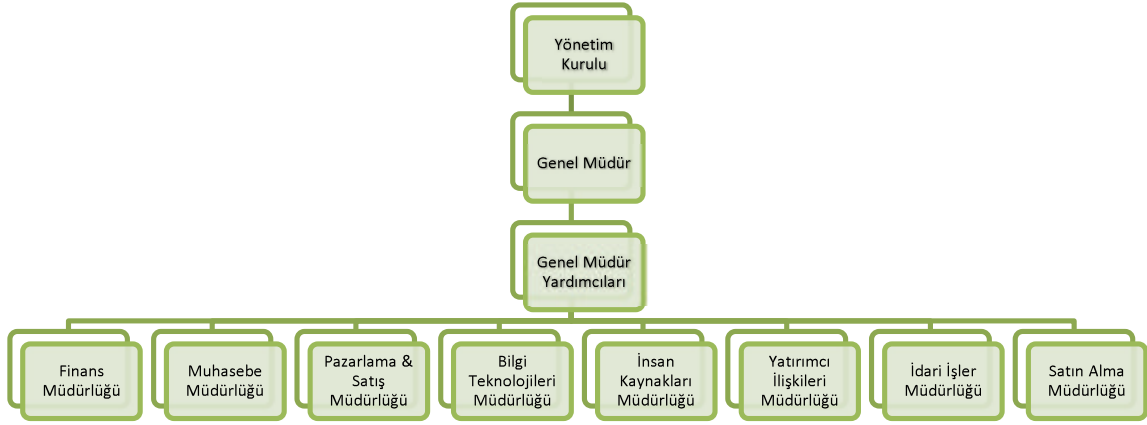 Yönetim
Kurulu
Genel Müdür
Genel Müdür
Yardımcıları
Finans
Müdürlüğü
Muhasebe
Müdürlüğü
Pazarlama &
Satış
Müdürlüğü
Bilgi
Teknolojileri
Müdürlüğü
İnsan
Kaynakları
Müdürlüğü
Yatırımcı
İlişkileri
Müdürlüğü
İdari İşler
Müdürlüğü
Satın Alma
Müdürlüğü